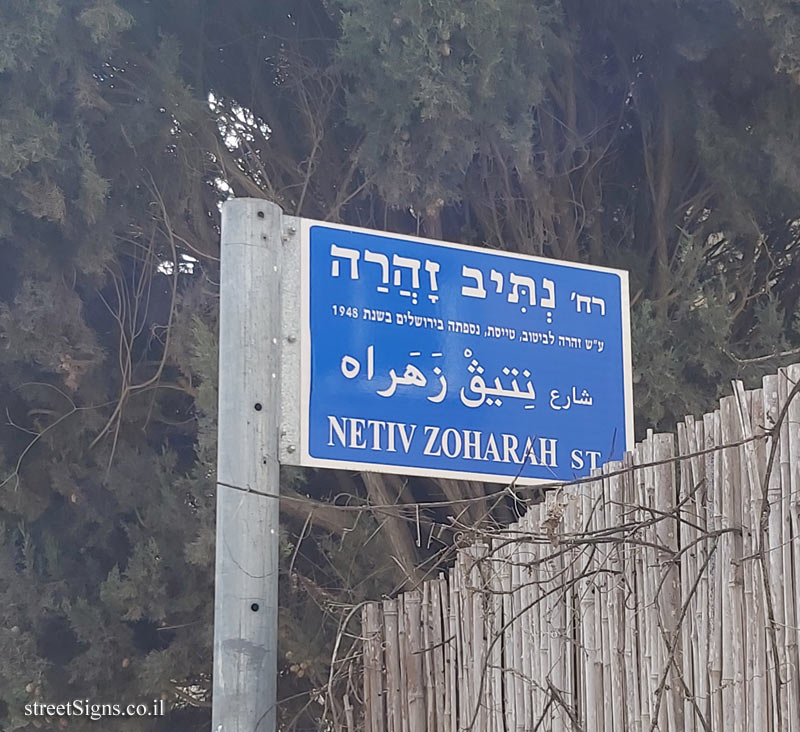 רח' נְתִיב זָהֲרַה
ע"ש זהרה לביטוב, טייסת, נספתה בירושלים בשנת 1948
شارع نِتيڤْ زَهَراه
NETIV ZOHARAH ST.
streetSigns.co.il